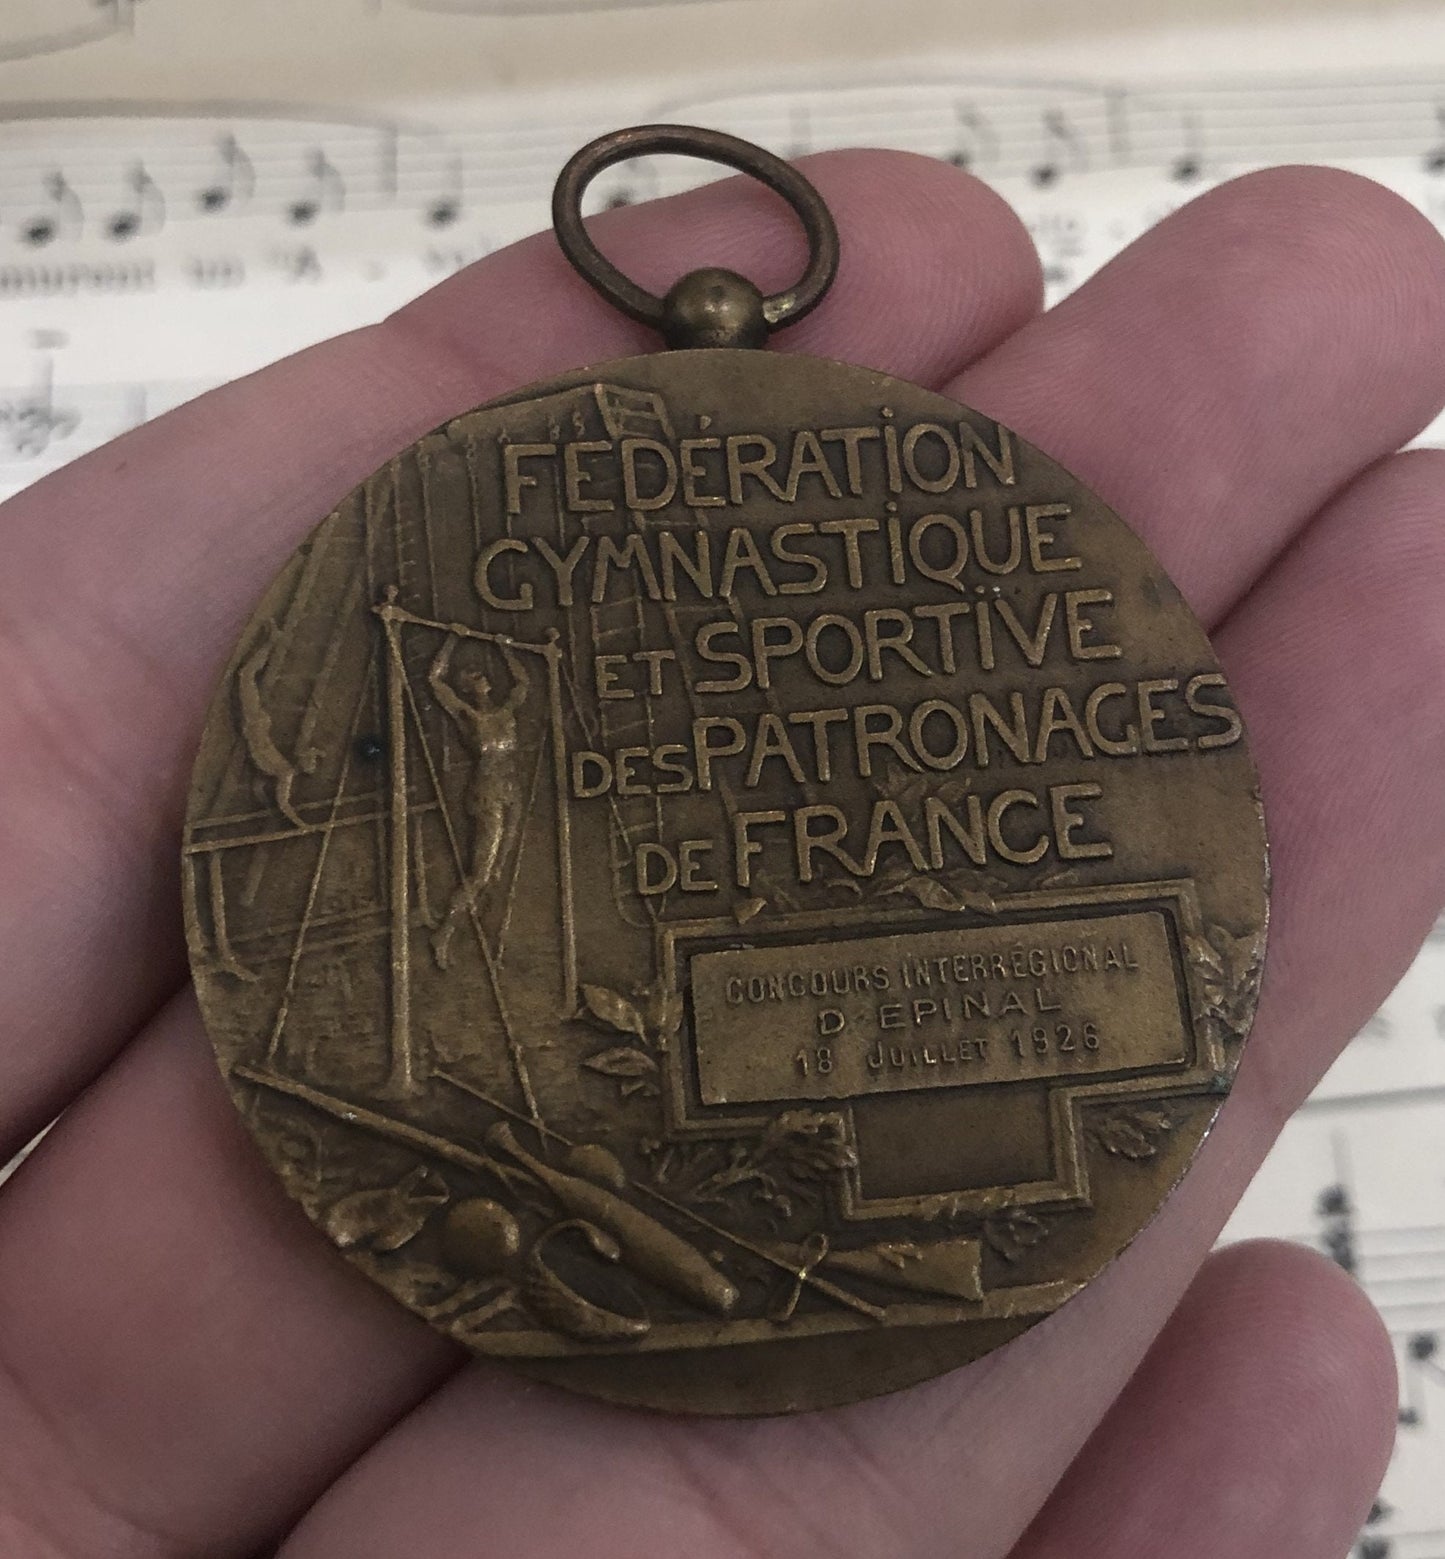 FÉDÉRATION
GYMNASTIQUE
ET SPORTIVE
DES PATRONAGES
DE FRANCE
CONCOURS INTERRÉGIONAL
D'EPINAL
18 JUILLET 1926